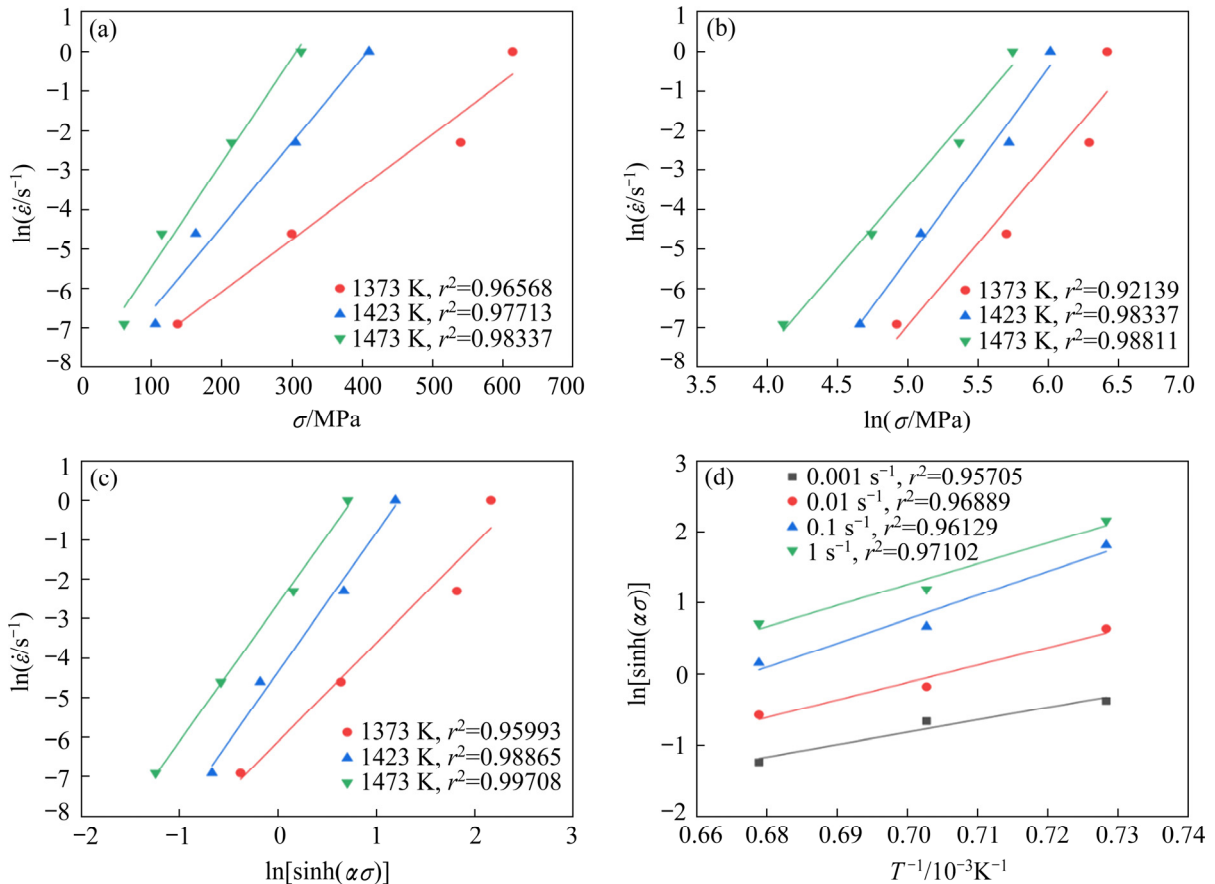 (a)
1
0
−1
−2
−3
−4
−5
−6
−7
−8
ln(ε̇/s⁻¹)
1373 K, r²=0.96568
1423 K, r²=0.97713
1473 K, r²=0.98337
0 100 200 300 400 500 600 700
σ/MPa
(b)
1
0
−1
−2
−3
−4
−5
−6
−7
−8
ln(ε̇/s⁻¹)
1373 K, r²=0.92139
1423 K, r²=0.98337
1473 K, r²=0.98811
3.5 4.0 4.5 5.0 5.5 6.0 6.5 7.0
ln(σ/MPa)
(c)
1
0
−1
−2
−3
−4
−5
−6
−7
−8
ln(ε̇/s⁻¹)
1373 K, r²=0.95993
1423 K, r²=0.98865
1473 K, r²=0.99708
−2 −1 0 1 2 3
ln[sinh(ασ)]
(d)
3
2
1
0
−1
−2
ln[sinh(ασ)]
0.001 s⁻¹, r²=0.95705
0.01 s⁻¹, r²=0.96889
0.1 s⁻¹, r²=0.96129
1 s⁻¹, r²=0.97102
0.66 0.68 0.69 0.70 0.71 0.72 0.73 0.74
T⁻¹/10⁻³K⁻¹